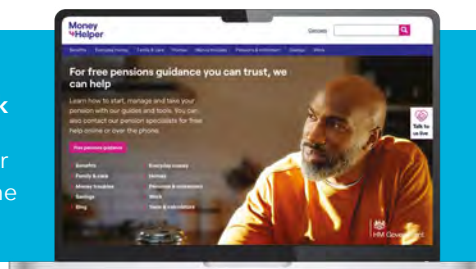 Money
Helper
Cymraeg
Benefits Everyday money Family & care Homes Money troubles Pensions & retirement Savings Work
For free pensions guidance you can trust, we
can help
Learn how to start, manage and take your
pension with our guides and tools. You can
also contact our pension specialists for free
help online or over the phone.
Free pensions guidance
Benefits Everyday money
Family & care Homes
Money troubles Pensions & retirement
Savings Work
Blog Tools & calculators
Talk to
us live
HM Government